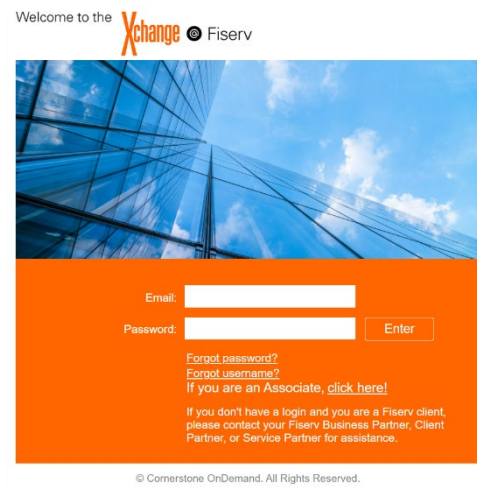 Welcome to the Xchange @ Fiserv
Email:
Password:
Enter
Forgot password?
Forgot username?
If you are an Associate, click here!
If you don't have a login and you are a Fiserv client,
please contact your Fiserv Business Partner, Client
Partner, or Service Partner for assistance.
© Cornerstone OnDemand. All Rights Reserved.